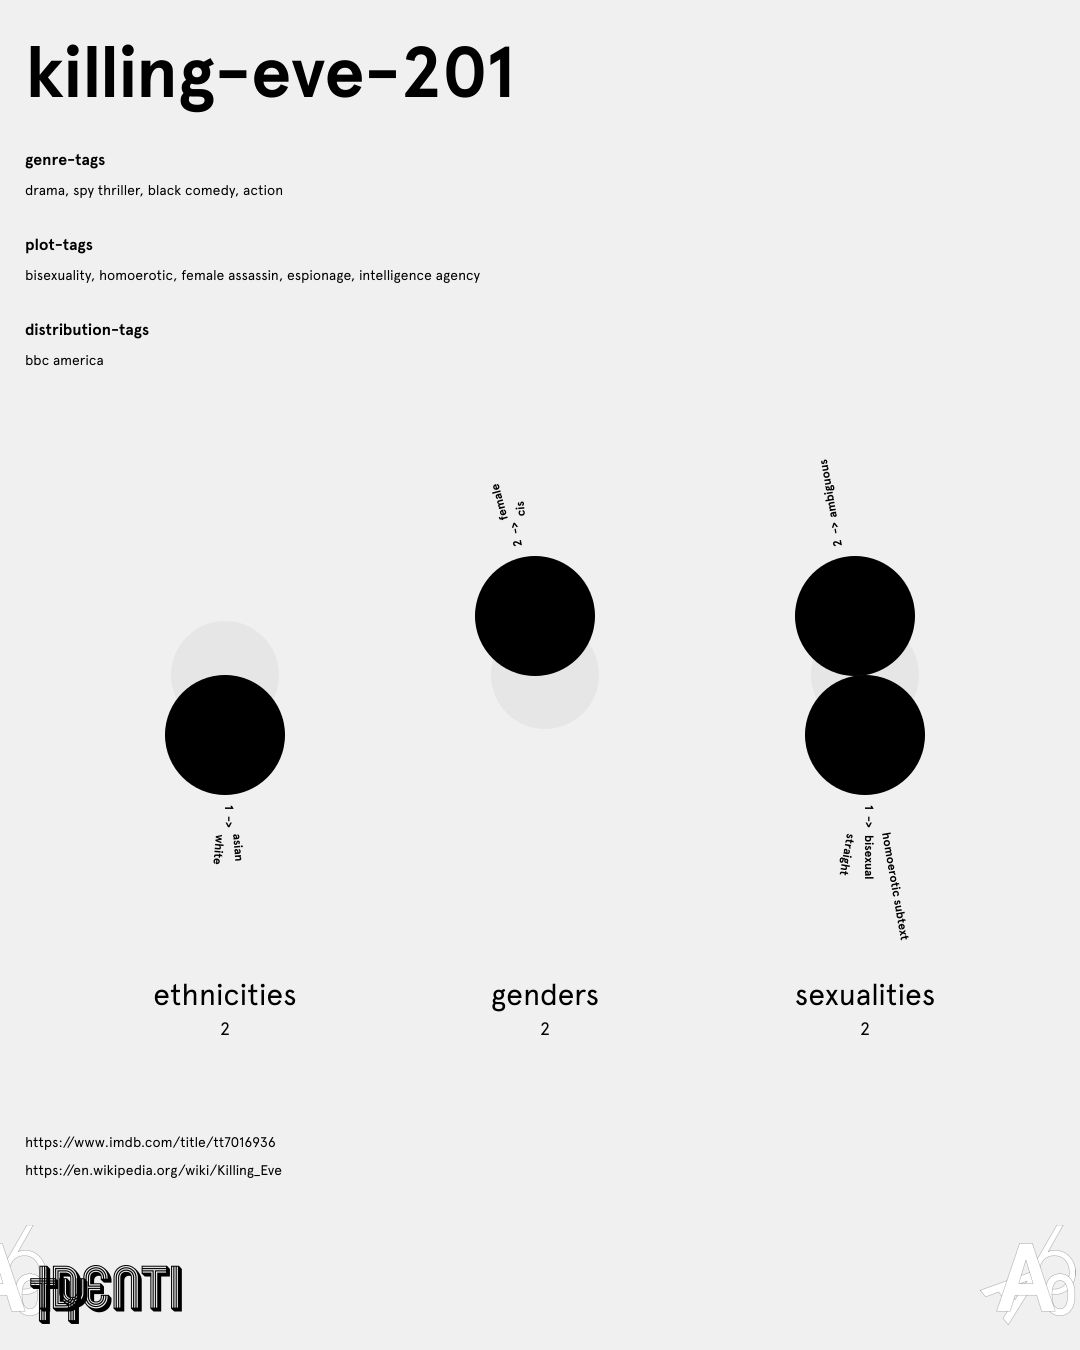 killing-eve-201
genre-tags
drama, spy thriller, black comedy, action
plot-tags
bisexuality, homoerotic, female assassin, espionage, intelligence agency
distribution-tags
bbc america
2 -> female
cis
2 -> ambiguous
1 -> asian
white
1 -> homoerotic subtext
bisexual
straight
ethnicities
2
genders
2
sexualities
2
https://www.imdb.com/title/tt7016936
https://en.wikipedia.org/wiki/Killing_Eve
IDENTI
TY